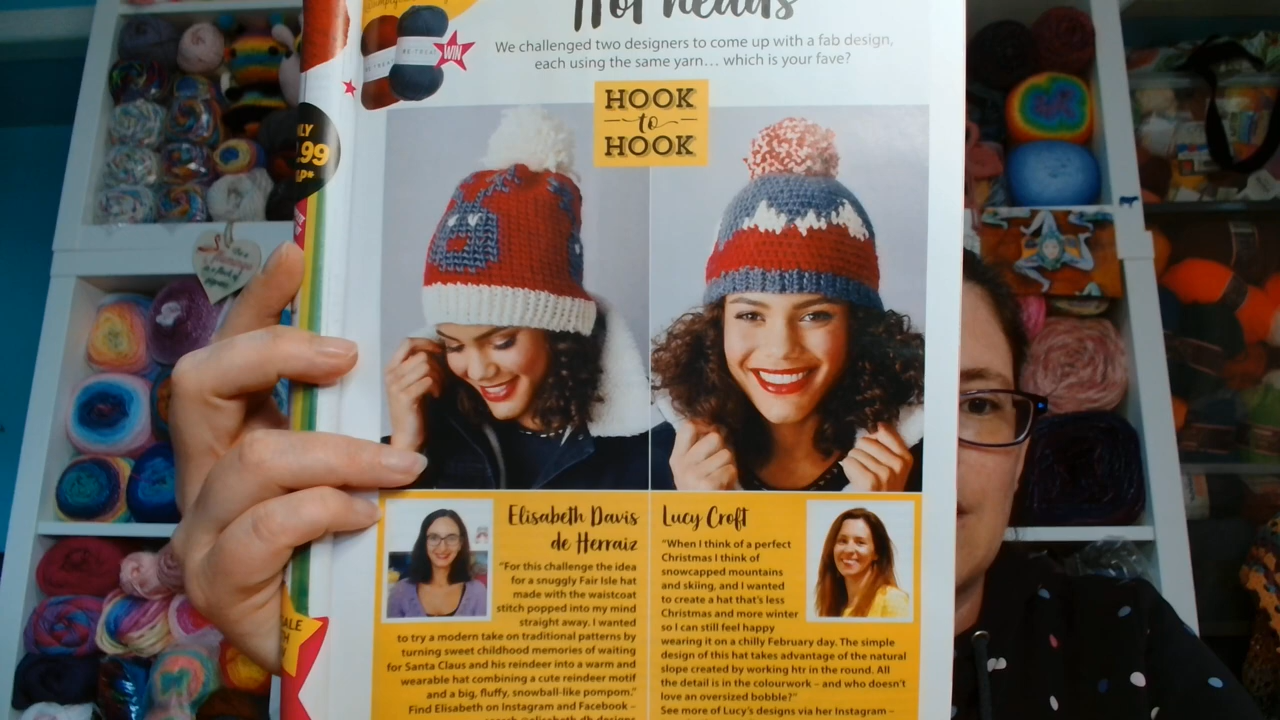 Hot heads
We challenged two designers to come up with a fab design,
each using the same yarn… which is your fave?
WIN
HOOK
to
HOOK
.99
Elisabeth Davis
de Herraiz
"For this challenge the idea
for a snuggly Fair Isle hat
made with the waistcoat
stitch popped into my mind
straight away. I wanted
to try a modern take on traditional patterns by
turning sweet childhood memories of waiting
for Santa Claus and his reindeer into a warm and
wearable hat combining a cute reindeer motif
and a big, fluffy, snowball-like pompom."
Find Elisabeth on Instagram and Facebook –
Lucy Croft
"When I think of a perfect
Christmas I think of
snowcapped mountains
and skiing, and I wanted
to create a hat that's less
Christmas and more winter
so I can still feel happy
wearing it on a chilly February day. The simple
design of this hat takes advantage of the natural
slope created by working htr in the round. All
the detail is in the colourwork – and who doesn't
love an oversized bobble?"
See more of Lucy's designs via her Instagram –